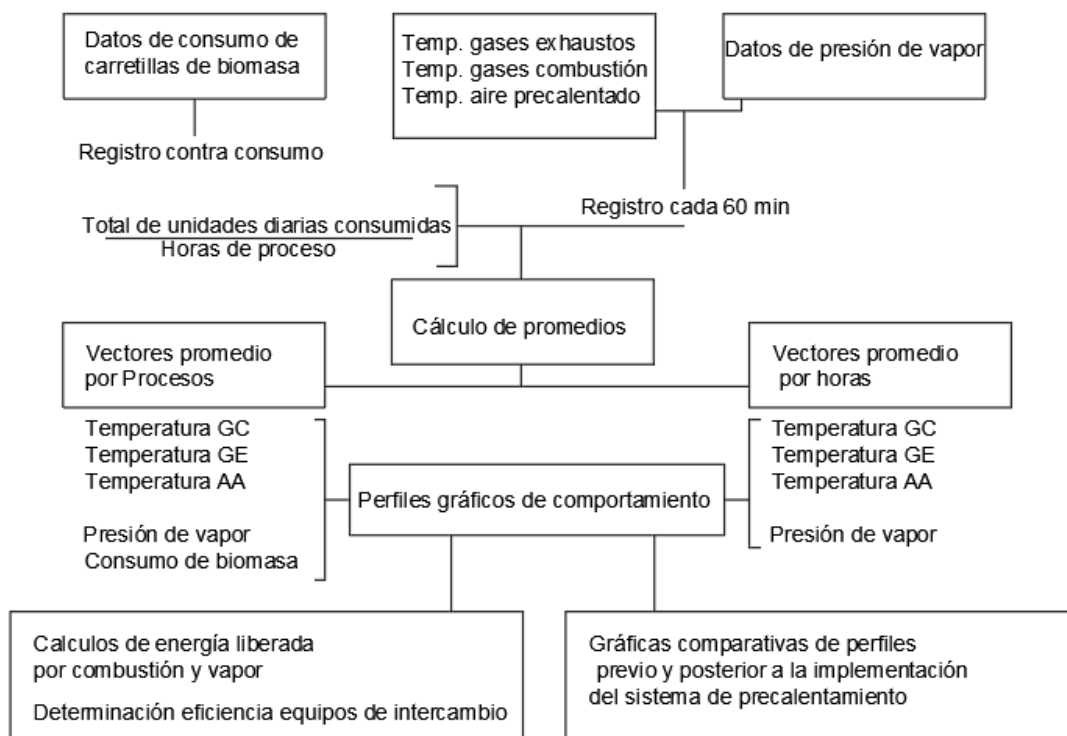 Datos de consumo de
carretillas de biomasa
Temp. gases exhaustos
Temp. gases combustión
Temp. aire precalentado
Datos de presión de vapor
Registro contra consumo
Registro cada 60 min
Total de unidades diarias consumidas
Horas de proceso
Cálculo de promedios
Vectores promedio
por Procesos
Vectores promedio
por horas
Temperatura GC
Temperatura GE
Temperatura AA
Presión de vapor
Consumo de biomasa
Perfiles gráficos de comportamiento
Temperatura GC
Temperatura GE
Temperatura AA
Presión de vapor
Calculos de energía liberada
por combustión y vapor
Determinación eficiencia equipos de intercambio
Gráficas comparativas de perfiles
previo y posterior a la implementación
del sistema de precalentamiento